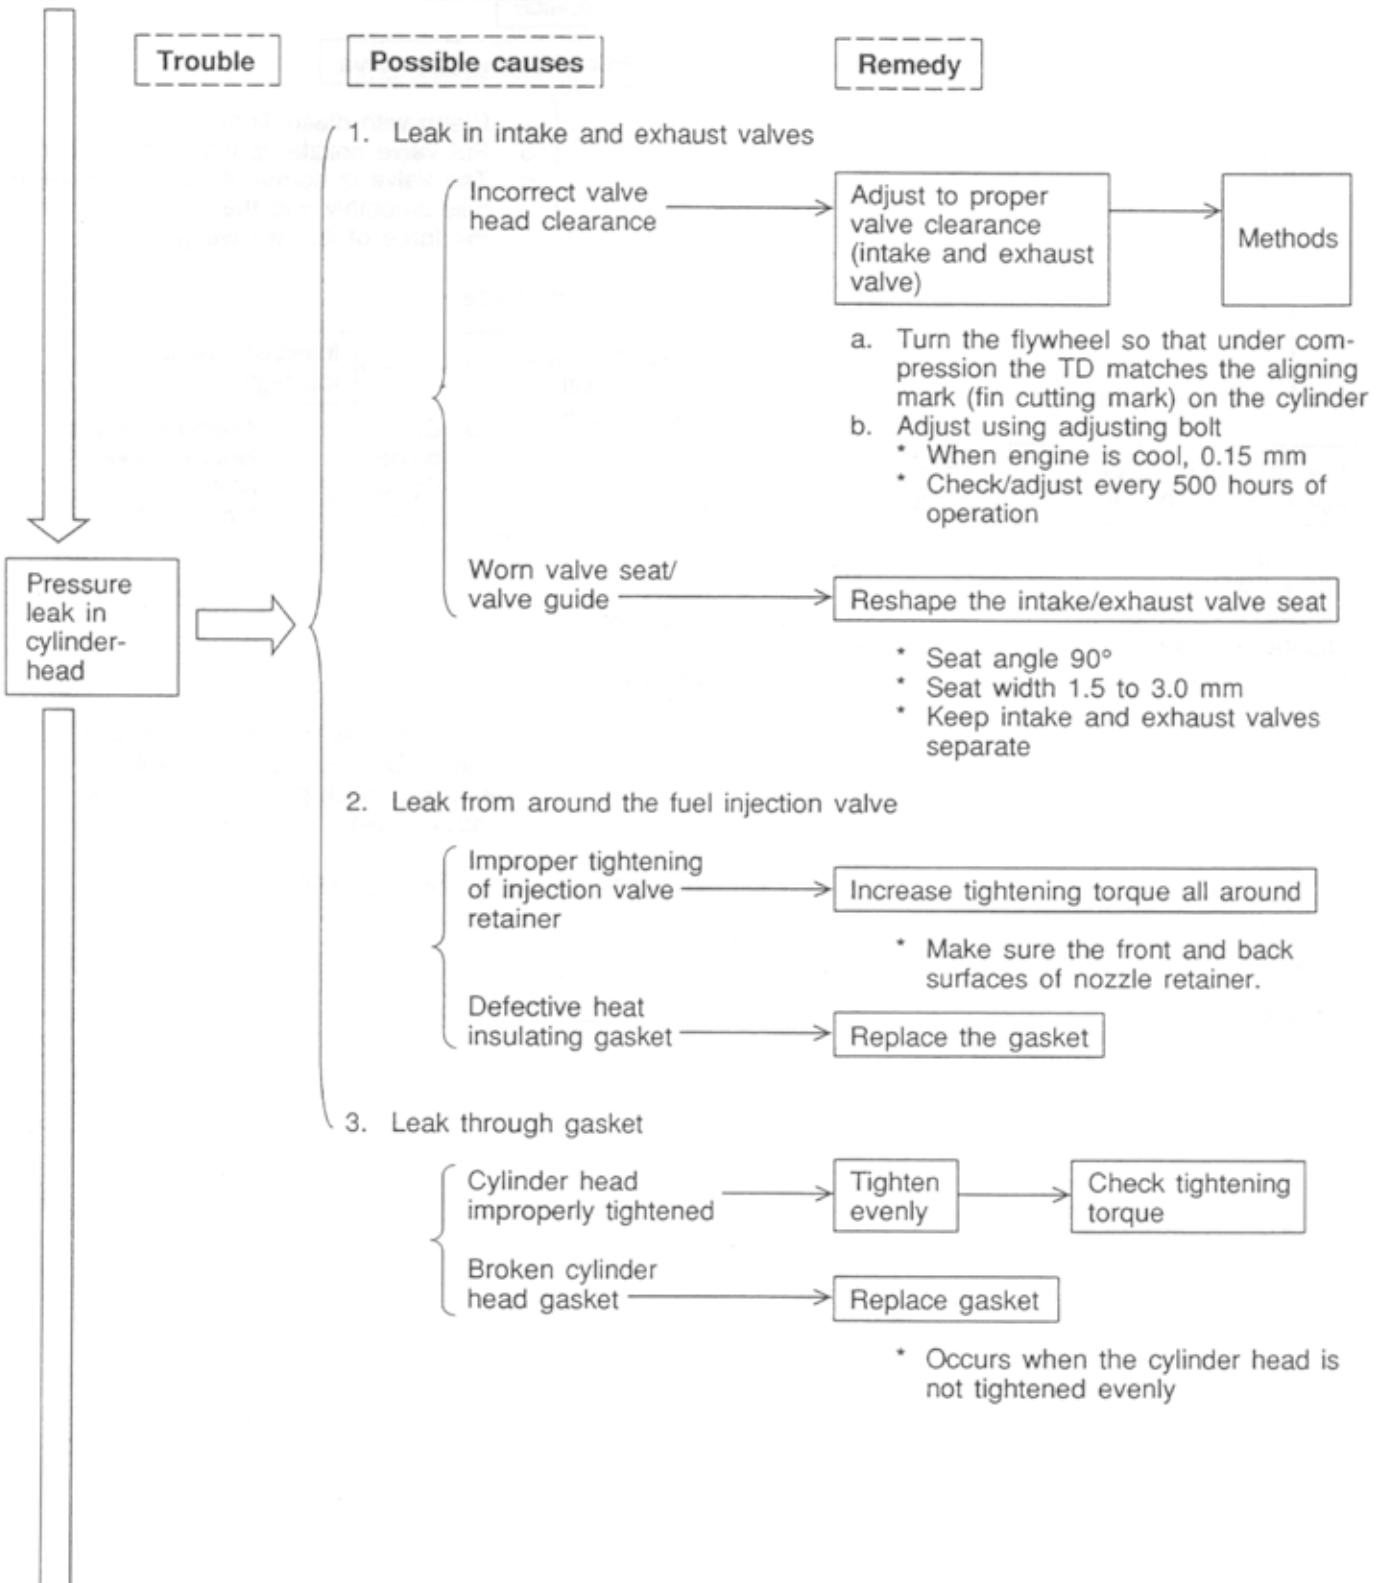 Trouble
Possible causes
Remedy
1. Leak in intake and exhaust valves
Incorrect valve
head clearance
Adjust to proper
valve clearance
(intake and exhaust
valve)
Methods
a. Turn the flywheel so that under com-
pression the TD matches the aligning
mark (fin cutting mark) on the cylinder
b. Adjust using adjusting bolt
* When engine is cool, 0.15 mm
* Check/adjust every 500 hours of
operation
Pressure
leak in
cylinder-
head
Worn valve seat/
valve guide
Reshape the intake/exhaust valve seat
* Seat angle 90°
* Seat width 1.5 to 3.0 mm
* Keep intake and exhaust valves
separate
2. Leak from around the fuel injection valve
Improper tightening
of injection valve
retainer
Increase tightening torque all around
* Make sure the front and back
surfaces of nozzle retainer.
Defective heat
insulating gasket
Replace the gasket
3. Leak through gasket
Cylinder head
improperly tightened
Tighten
evenly
Check tightening
torque
Broken cylinder
head gasket
Replace gasket
* Occurs when the cylinder head is
not tightened evenly